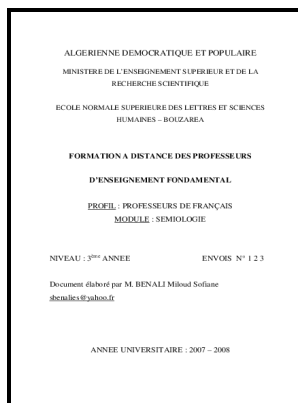 ALGERIENNE DEMOCRATIQUE ET POPULAIRE
MINISTERE DE L'ENSEIGNEMENT SUPERIEUR ET DE LA
RECHERCHE SCIENTIFIQUE
ECOLE NORMALE SUPERIEURE DES LETTRES ET SCIENCES
HUMAINES – BOUZAREA
FORMATION A DISTANCE DES PROFESSEURS
D'ENSEIGNEMENT FONDAMENTAL
PROFIL : PROFESSEURS DE FRANÇAIS
MODULE : SEMIOLOGIE
NIVEAU : 3ème ANNEE ENVOIS N° 1 2 3
Document élaboré par M. BENALI Miloud Sofiane
sbenalies@yahoo.fr
ANNEE UNIVERSITAIRE : 2007 – 2008